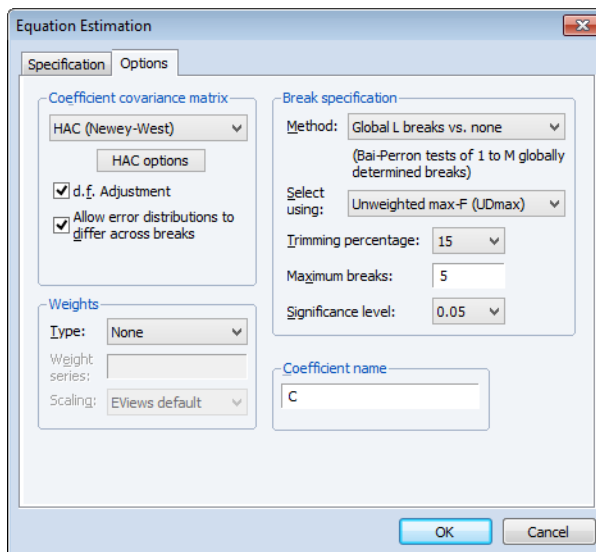 Equation Estimation
Specification
Options
Coefficient covariance matrix
HAC (Newey-West)
HAC options
d.f. Adjustment
Allow error distributions to
differ across breaks
Weights
Type:
None
Weight
series:
Scaling:
EViews default
Break specification
Method:
Global L breaks vs. none
(Bai-Perron tests of 1 to M globally
determined breaks)
Select
using:
Unweighted max-F (UDmax)
Trimming percentage:
15
Maximum breaks:
5
Significance level:
0.05
Coefficient name
C
OK
Cancel